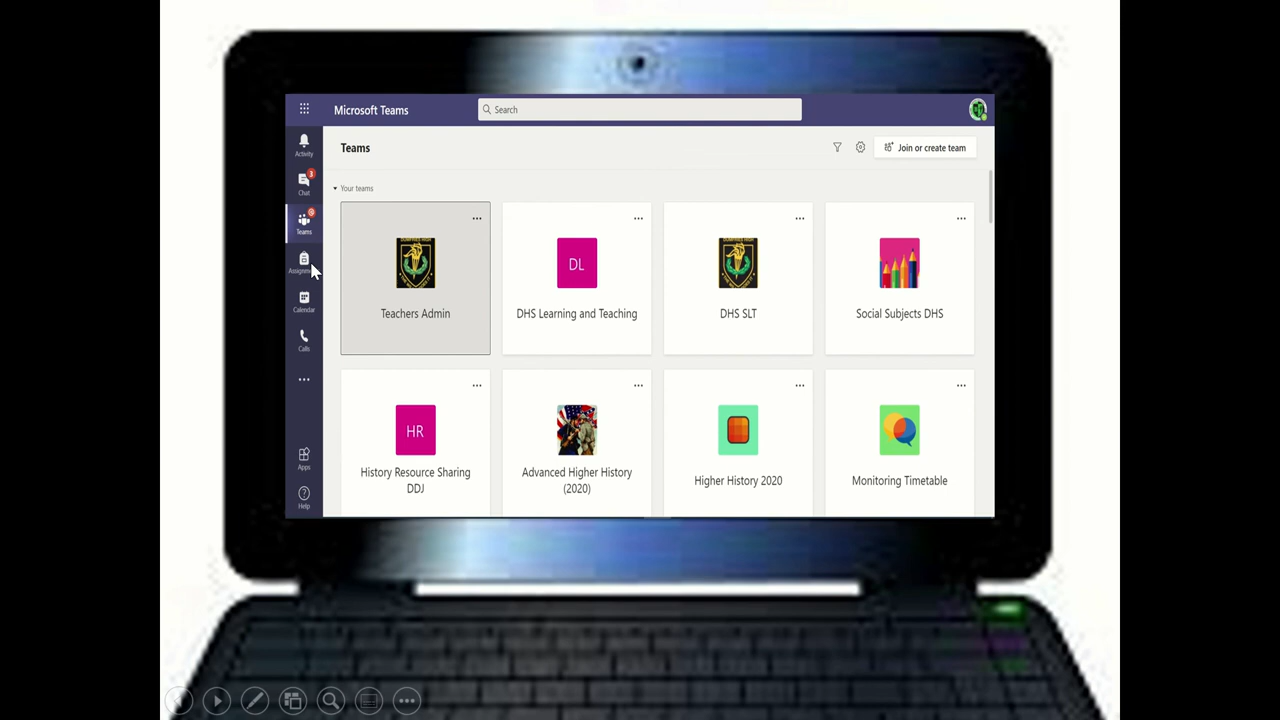 Microsoft Teams
Search
Activity
Chat
3
Teams
Calendar
Calls
Apps
Help
Teams
Join or create team
Your teams
Teachers Admin
DL
DHS Learning and Teaching
DHS SLT
Social Subjects DHS
HR
History Resource Sharing
DDJ
Advanced Higher History
(2020)
Higher History 2020
Monitoring Timetable